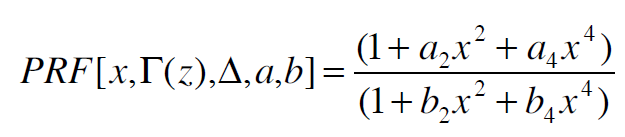 PRF[x,Γ(z),Δ,a,b] = (1 + a₂x² + a₄x⁴) / (1 + b₂x² + b₄x⁴)